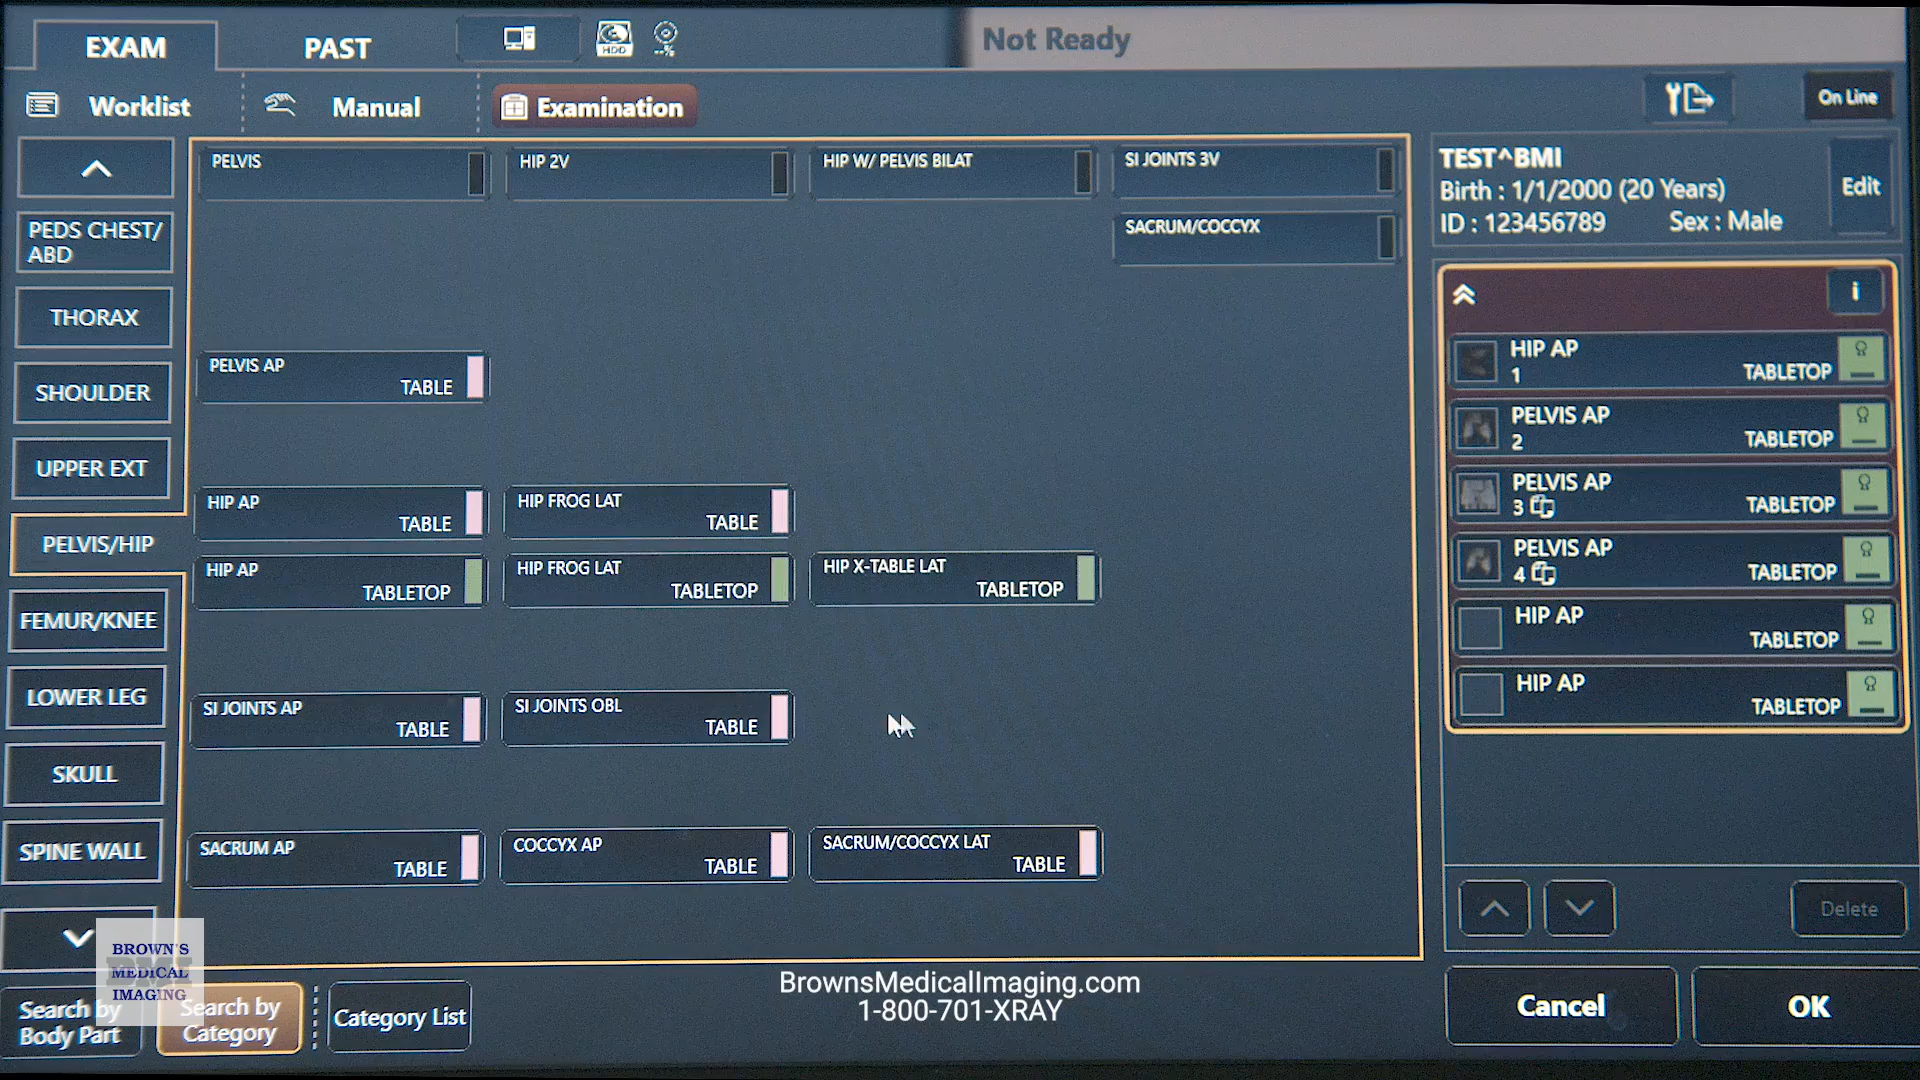 EXAM
PAST
HDD
--%
Not Ready
Worklist
Manual
Examination
On Line
PEDS CHEST/
ABD
THORAX
SHOULDER
UPPER EXT
PELVIS/HIP
FEMUR/KNEE
LOWER LEG
SKULL
SPINE WALL
PELVIS
HIP 2V
HIP W/ PELVIS BILAT
SI JOINTS 3V
SACRUM/COCCYX
PELVIS AP
TABLE
HIP AP
TABLE
HIP FROG LAT
TABLE
HIP AP
TABLETOP
HIP FROG LAT
TABLETOP
HIP X-TABLE LAT
TABLETOP
SI JOINTS AP
TABLE
SI JOINTS OBL
TABLE
SACRUM AP
TABLE
COCCYX AP
TABLE
SACRUM/COCCYX LAT
TABLE
TEST^BMI
Birth : 1/1/2000 (20 Years)
ID : 123456789 Sex : Male
Edit
i
HIP AP
1 TABLETOP
PELVIS AP
2 TABLETOP
PELVIS AP
3 TABLETOP
PELVIS AP
4 TABLETOP
HIP AP
TABLETOP
HIP AP
TABLETOP
Delete
BROWN'S
MEDICAL
IMAGING
Search by
Body Part
Search by
Category
Category List
BrownsMedicalImaging.com
1-800-701-XRAY
Cancel
OK